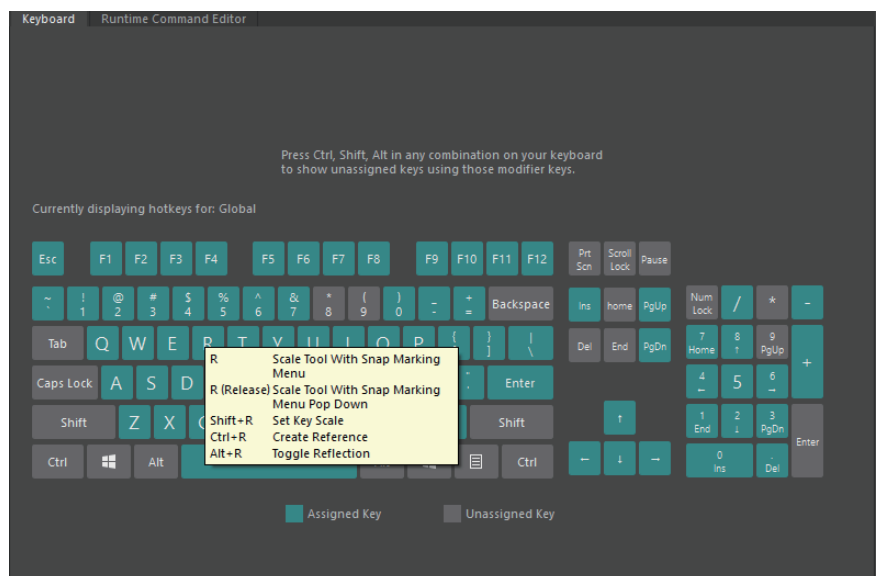 Keyboard Runtime Command Editor
Press Ctrl, Shift, Alt in any combination on your keyboard
to show unassigned keys using those modifier keys.
Currently displaying hotkeys for: Global
Esc F1 F2 F3 F4 F5 F6 F7 F8 F9 F10 F11 F12 Prt Scn Scroll Lock Pause
~ ` ! 1 @ 2 # 3 $ 4 % 5 ^ 6 & 7 * 8 ( 9 ) 0 _ - + = Backspace Ins home PgUp Num Lock / * -
Tab Q W E R T Y U I O P { [ } ] | \ Del End PgDn 7 Home 8 ↑ 9 PgUp +
R Scale Tool With Snap Marking
Menu
R (Release) Scale Tool With Snap Marking
Menu Pop Down
Shift+R Set Key Scale
Ctrl+R Create Reference
Alt+R Toggle Reflection
Caps Lock A S D Enter 4 ← 5 6 →
Shift Z X Shift ↑ 1 End 2 ↓ 3 PgDn Enter
Ctrl Alt Ctrl ← ↓ → 0 Ins . Del
Assigned Key Unassigned Key